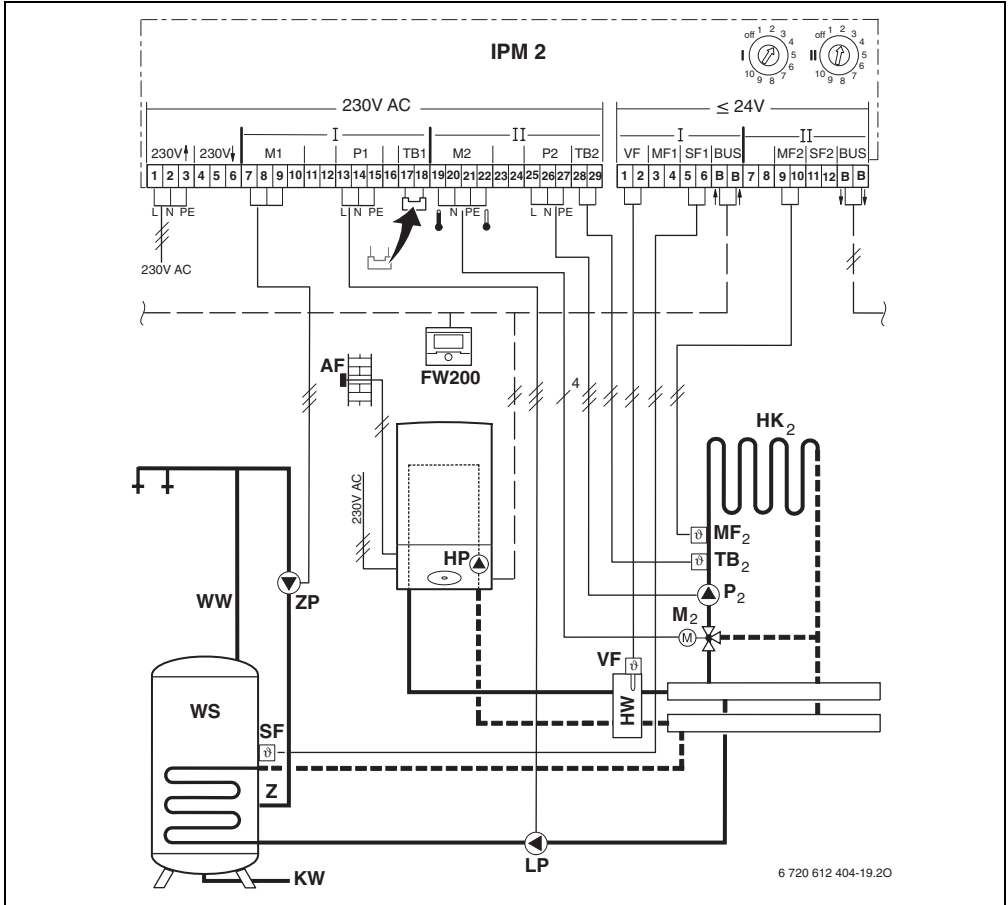 IPM 2
off 1 2 3 4 5 6 7 8 9 10
I
off 1 2 3 4 5 6 7 8 9 10
II
230V AC
≤ 24V
I
II
I
II
230V 230V M1 P1 TB1 M2 P2 TB2 VF MF1 SF1 BUS MF2 SF2 BUS
1 2 3 4 5 6 7 8 9 10 11 12 13 14 15 16 17 18 19 20 21 22 23 24 25 26 27 28 29 1 2 3 4 5 6 B B 7 8 9 10 11 12 B B
L N PE L N PE N PE L N PE
230V AC
FW200
AF
4
HK2
230V AC
ϑ MF2
ϑ TB2
HP
P2
ZP
WW
M2
M
VF
ϑ
HW
WS
SF
ϑ
Z
LP
KW
6 720 612 404-19.2O